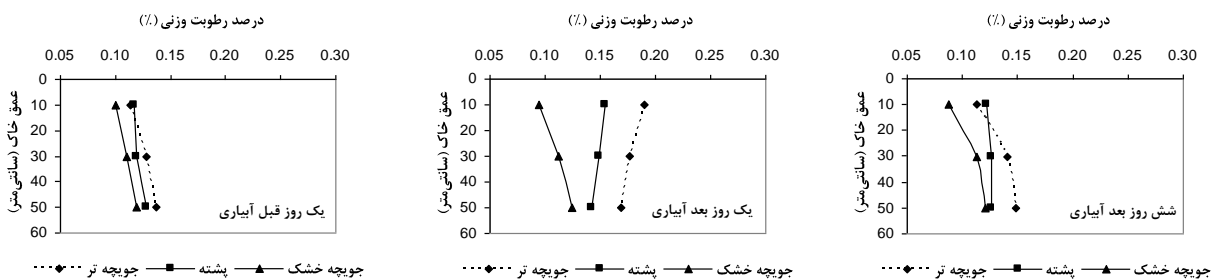 درصد رطوبت وزنی (٪)
0.05 0.10 0.15 0.20 0.25 0.30
عمق خاک (سانتی‌متر)
0
10
20
30
40
50
60
یک روز قبل آبیاری
جویچه تر پشته جویچه خشک
درصد رطوبت وزنی (٪)
0.05 0.10 0.15 0.20 0.25 0.30
عمق خاک (سانتی‌متر)
0
10
20
30
40
50
60
یک روز بعد آبیاری
جویچه تر پشته جویچه خشک
درصد رطوبت وزنی (٪)
0.05 0.10 0.15 0.20 0.25 0.30
عمق خاک (سانتی‌متر)
0
10
20
30
40
50
60
شش روز بعد آبیاری
جویچه تر پشته جویچه خشک